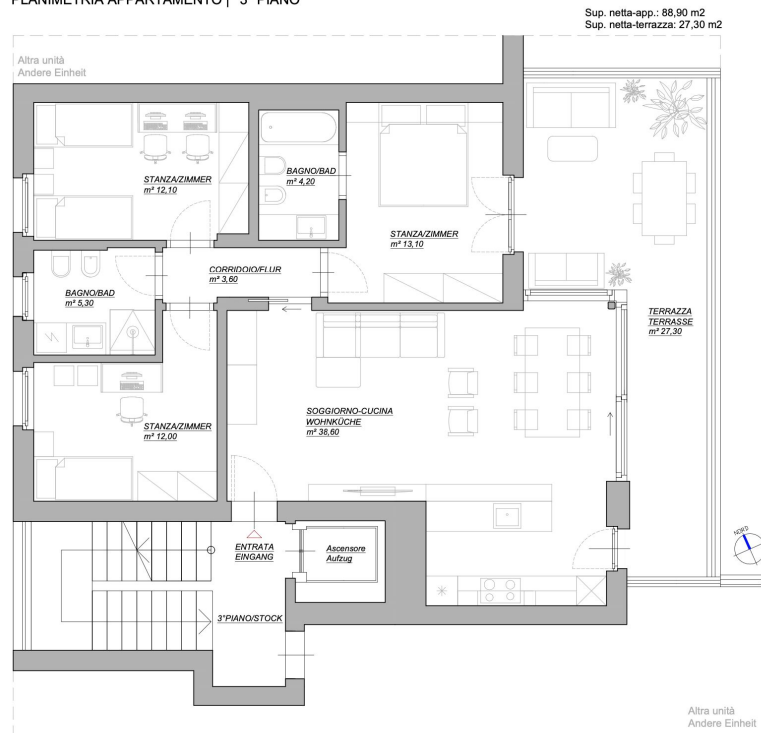 PLANIMETRIA APPARTAMENTO | 3° PIANO
Sup. netta-app.: 88,90 m2
Sup. netta-terrazza: 27,30 m2
Altra unità
Andere Einheit
STANZA/ZIMMER
m² 12,10
BAGNO/BAD
m² 4,20
STANZA/ZIMMER
m² 13,10
CORRIDOIO/FLUR
m² 3,60
BAGNO/BAD
m² 5,30
TERRAZZA
TERRASSE
m² 27,30
STANZA/ZIMMER
m² 12,00
SOGGIORNO-CUCINA
WOHNKÜCHE
m² 38,60
NORD
ENTRATA
EINGANG
Ascensore
Aufzug
3°PIANO/STOCK
Altra unità
Andere Einheit